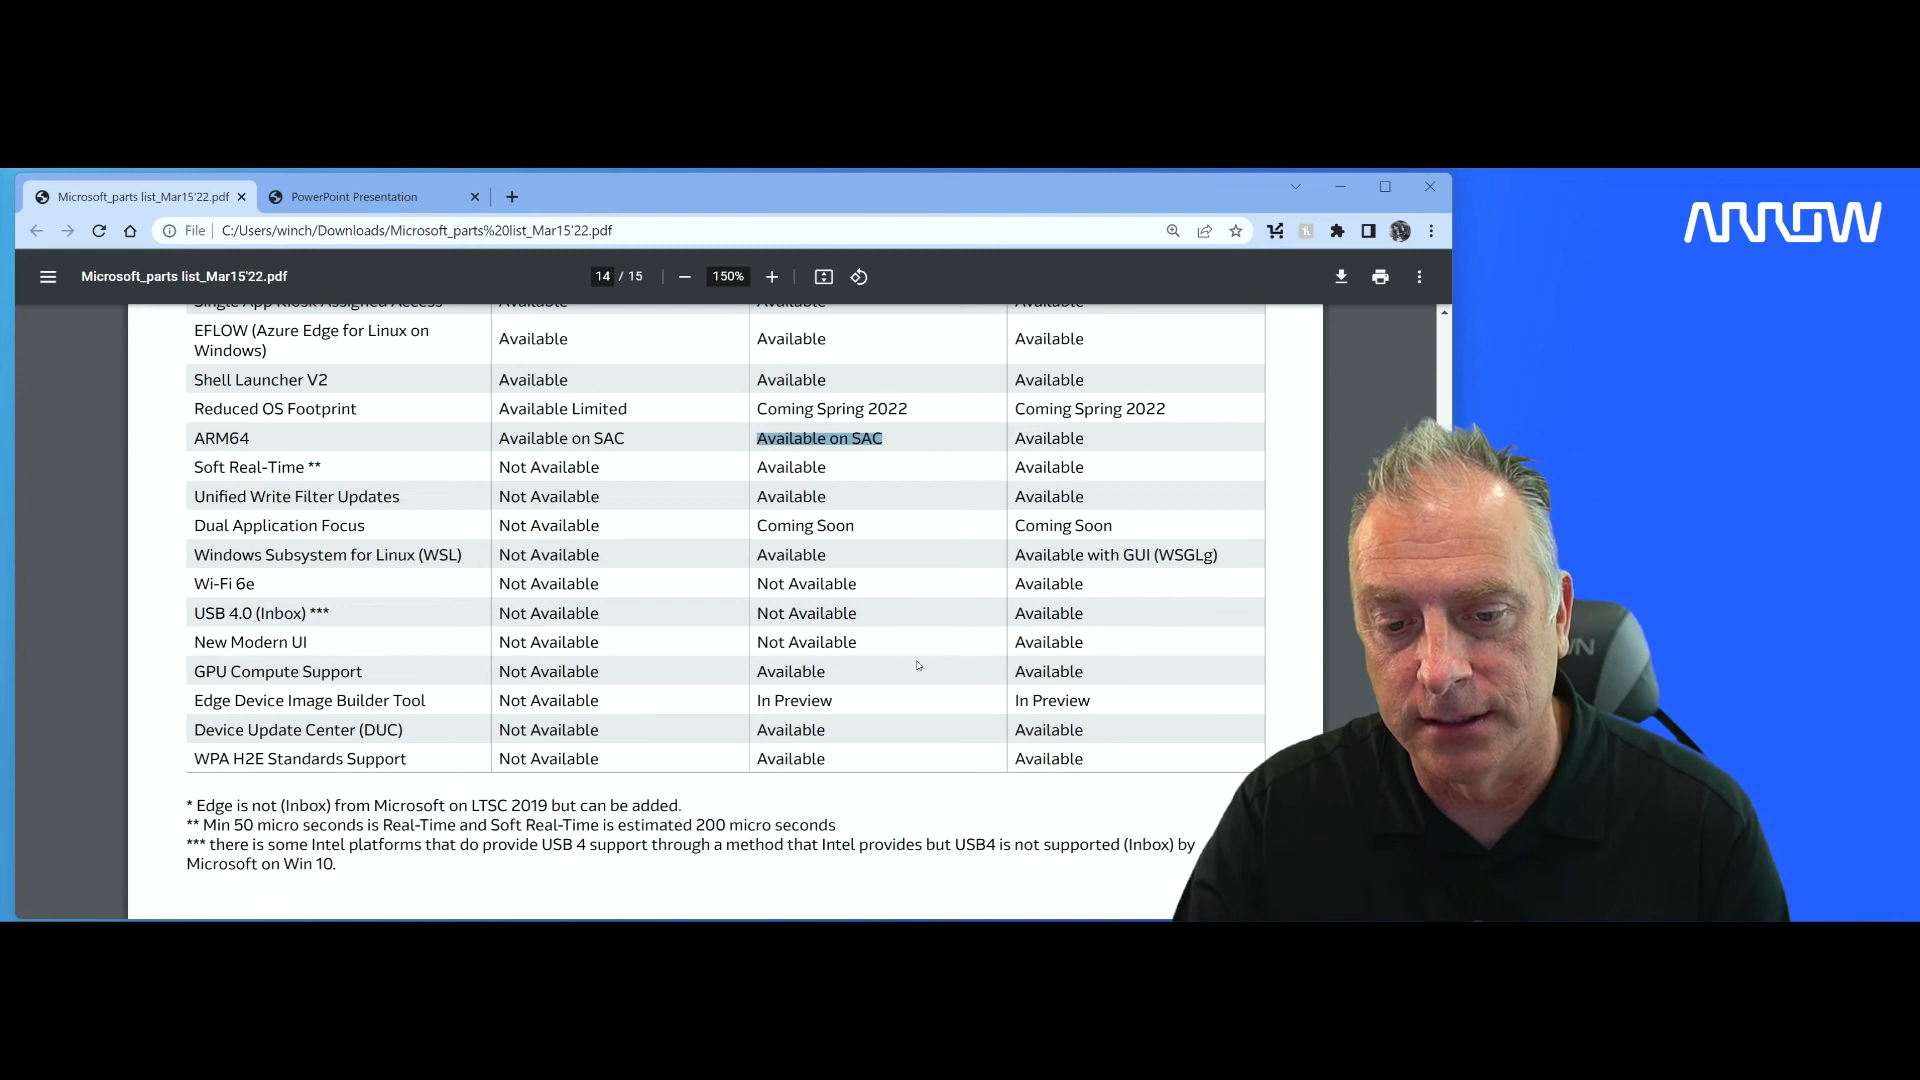 ARROW
Microsoft_parts list_Mar15'22.pdf
PowerPoint Presentation
File
C:/Users/winch/Downloads/Microsoft_parts%20list_Mar15'22.pdf
Microsoft_parts list_Mar15'22.pdf
14 / 15
150%
Single App Kiosk Assigned Access Available Available Available
EFLOW (Azure Edge for Linux on
Windows) Available Available Available
Shell Launcher V2 Available Available Available
Reduced OS Footprint Available Limited Coming Spring 2022 Coming Spring 2022
ARM64 Available on SAC Available on SAC Available
Soft Real-Time ** Not Available Available Available
Unified Write Filter Updates Not Available Available Available
Dual Application Focus Not Available Coming Soon Coming Soon
Windows Subsystem for Linux (WSL) Not Available Available Available with GUI (WSGLg)
Wi-Fi 6e Not Available Not Available Available
USB 4.0 (Inbox) *** Not Available Not Available Available
New Modern UI Not Available Not Available Available
GPU Compute Support Not Available Available Available
Edge Device Image Builder Tool Not Available In Preview In Preview
Device Update Center (DUC) Not Available Available Available
WPA H2E Standards Support Not Available Available Available
* Edge is not (Inbox) from Microsoft on LTSC 2019 but can be added.
** Min 50 micro seconds is Real-Time and Soft Real-Time is estimated 200 micro seconds
*** there is some Intel platforms that do provide USB 4 support through a method that Intel provides but USB4 is not supported (Inbox) by
Microsoft on Win 10.